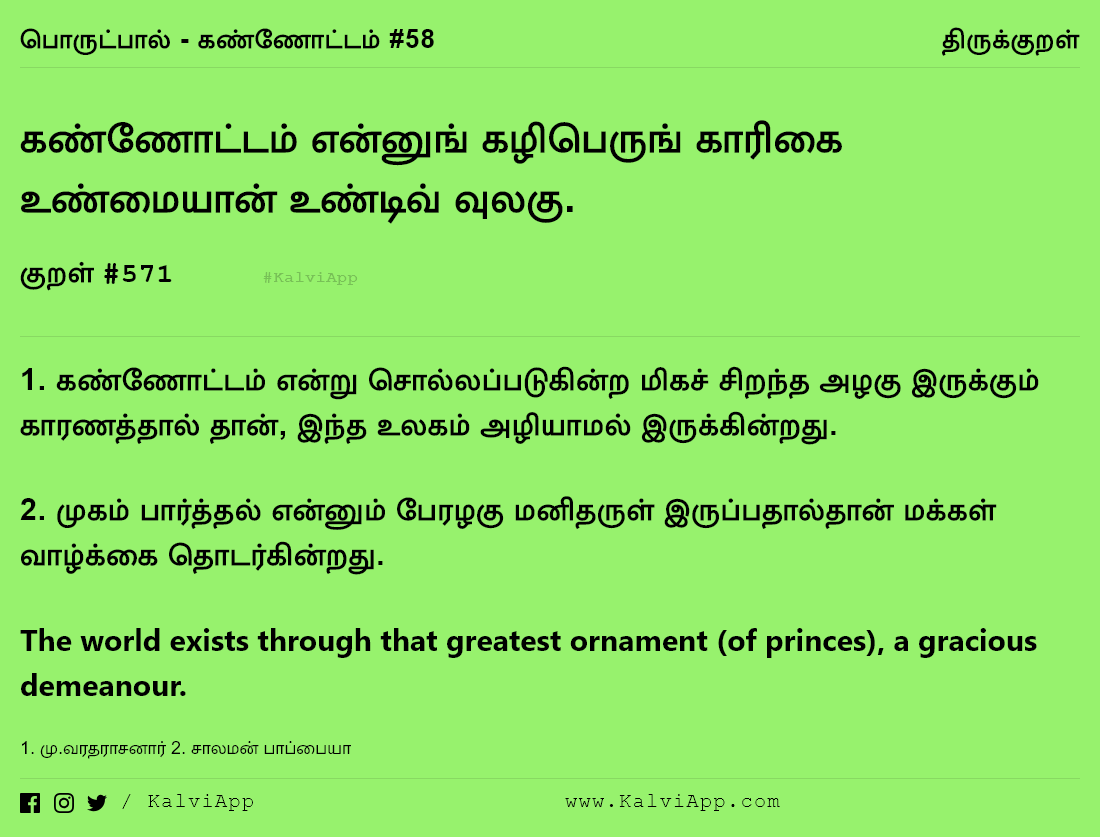 பொருட்பால் - கண்ணோட்டம் #58
திருக்குறள்
கண்ணோட்டம் என்னுங் கழிபெருங் காரிகை
உண்மையான் உண்டிவ் வுலகு.
குறள் #571
#KalviApp
1. கண்ணோட்டம் என்று சொல்லப்படுகின்ற மிகச் சிறந்த அழகு இருக்கும்
காரணத்தால் தான், இந்த உலகம் அழியாமல் இருக்கின்றது.
2. முகம் பார்த்தல் என்னும் பேரழகு மனிதருள் இருப்பதால்தான் மக்கள்
வாழ்க்கை தொடர்கின்றது.
The world exists through that greatest ornament (of princes), a gracious
demeanour.
1. மு.வரதராசனார் 2. சாலமன் பாப்பையா
/ KalviApp
www.KalviApp.com